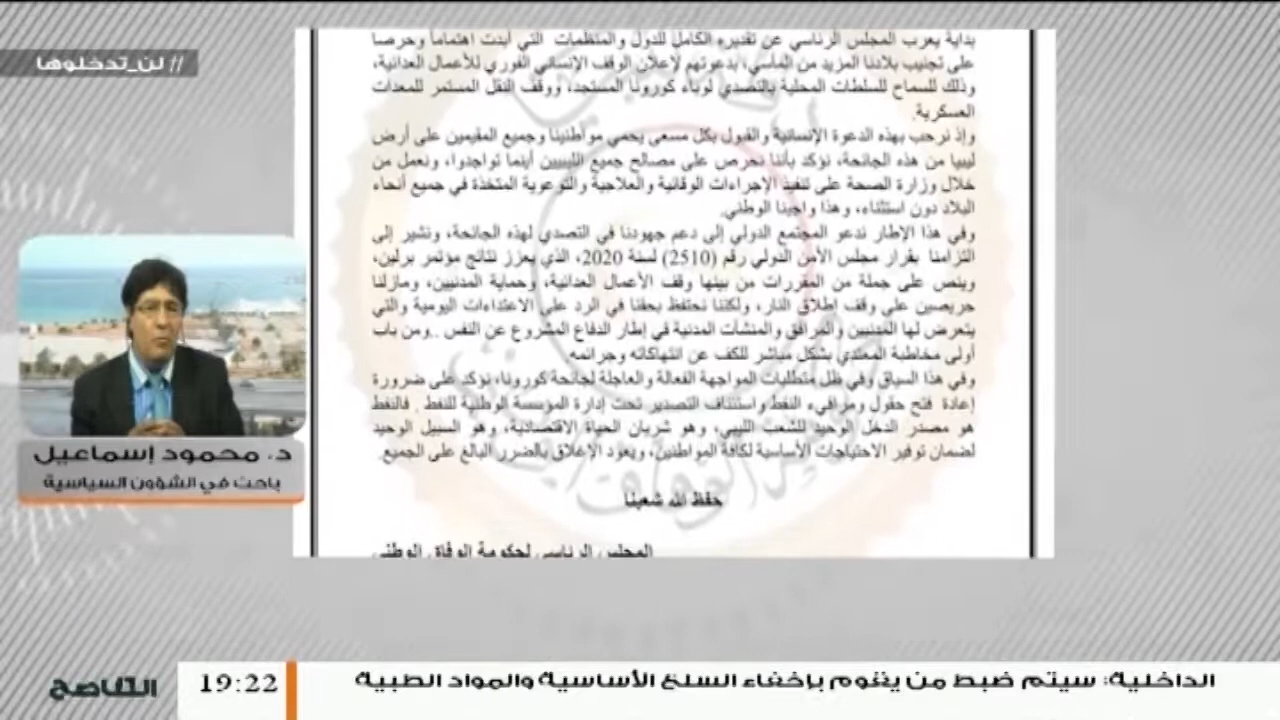 //لن_تدخلوها
بداية يعرب المجلس الرئاسي عن تقديره الكامل للدول والمنظمات التي أبدت اهتماماً وحرصا
على تجنيب بلادنا المزيد من المآسي، بدعوتهم لإعلان الوقف الإنساني الفوري للأعمال العدائية،
وذلك للسماح للسلطات المحلية بالتصدي لوباء كورونا المستجد، ووقف النقل المستمر للمعدات
العسكرية.
وإذ نرحب بهذه الدعوة الإنسانية والقبول بكل مسعى يحمي مواطنينا وجميع المقيمين على أرض
ليبيا من هذه الجائحة، نؤكد بأننا نحرص على مصالح جميع الليبيين أينما تواجدوا، ونعمل من
خلال وزارة الصحة على تنفيذ الإجراءات الوقائية والعلاجية والتوعوية المتخذة في جميع أنحاء
البلاد دون استثناء، وهذا واجبنا الوطني.
وفي هذا الإطار ندعو المجتمع الدولي إلى دعم جهودنا في التصدي لهذه الجائحة، ونشير إلى
التزامنا بقرار مجلس الأمن الدولي رقم (2510) لسنة 2020، الذي يعزز نتائج مؤتمر برلين،
وينص على جملة من المقررات من بينها وقف الأعمال العدائية، وحماية المدنيين، ومازلنا
حريصين على وقف إطلاق النار، ولكننا نحتفظ بحقنا في الرد على الاعتداءات اليومية والتي
يتعرض لها المدنيين والمرافق والمنشآت المدنية في إطار الدفاع المشروع عن النفس ..ومن باب
أولى مخاطبة المعتدي بشكل مباشر للكف عن انتهاكاته وجرائمه.
وفي هذا السياق وفي ظل متطلبات المواجهة الفعالة والعاجلة لجائحة كورونا، نؤكد على ضرورة
إعادة فتح حقول ومرافيء النفط واستئناف التصدير تحت إدارة المؤسسة الوطنية للنفط . فالنفط
هو مصدر الدخل الوحيد للشعب الليبي، وهو شريان الحياة الاقتصادية، وهو السبيل الوحيد
لضمان توفير الاحتياجات الأساسية لكافة المواطنين، ويعود الإغلاق بالضرر البالغ على الجميع.
حفظ الله شعبنا
المجلس الرئاسي لحكومة الوفاق الوطني
د. محمود إسماعيل
باحث في الشؤون السياسية
الداخلية: سيتم ضبط من يقوم بإخفاء السلع الأساسية والمواد الطبية
19:22
التناصح